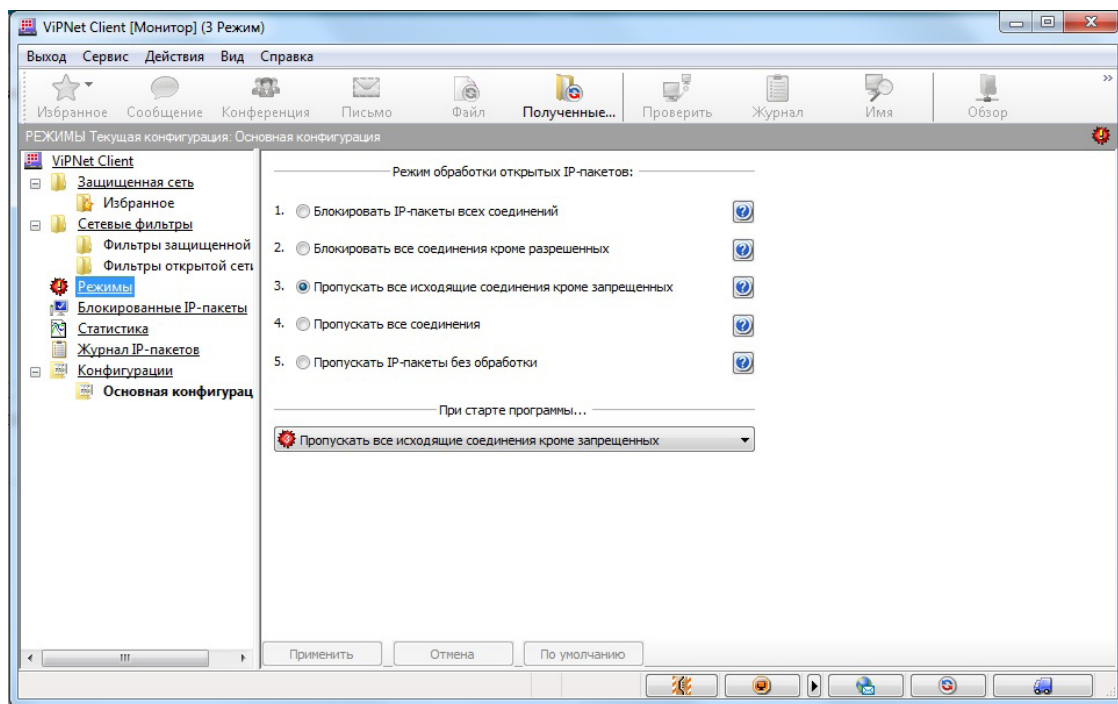 ViPNet Client [Монитор] (3 Режим)
Выход Сервис Действия Вид Справка
Избранное Сообщение Конференция Письмо Файл Полученные... Проверить Журнал Имя Обзор
РЕЖИМЫ Текущая конфигурация: Основная конфигурация
ViPNet Client
Защищенная сеть
Избранное
Сетевые фильтры
Фильтры защищенной
Фильтры открытой сети
Режимы
Блокированные IP-пакеты
Статистика
Журнал IP-пакетов
Конфигурации
Основная конфигурац
Режим обработки открытых IP-пакетов:
1. Блокировать IP-пакеты всех соединений
2. Блокировать все соединения кроме разрешенных
3. Пропускать все исходящие соединения кроме запрещенных
4. Пропускать все соединения
5. Пропускать IP-пакеты без обработки
При старте программы...
Пропускать все исходящие соединения кроме запрещенных
Применить Отмена По умолчанию